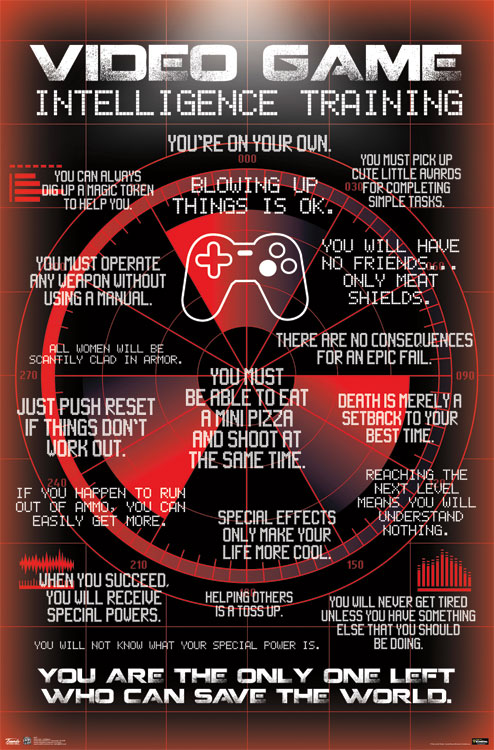 VIDEO GAME
INTELLIGENCE TRAINING
YOU'RE ON YOUR OWN.
000
YOU CAN ALWAYS
DIG UP A MAGIC TOKEN
TO HELP YOU.
BLOWING UP
THINGS IS OK.
030
YOU MUST PICK UP
CUTE LITTLE AWARDS
FOR COMPLETING
SIMPLE TASKS.
YOU MUST OPERATE
ANY WEAPON WITHOUT
USING A MANUAL.
YOU WILL HAVE
NO FRIENDS...
ONLY MEAT
SHIELDS.
ALL WOMEN WILL BE
SCANTILY CLAD IN ARMOR.
THERE ARE NO CONSEQUENCES
FOR AN EPIC FAIL.
270
090
JUST PUSH RESET
IF THINGS DON'T
WORK OUT.
YOU MUST
BE ABLE TO EAT
A MINI PIZZA
AND SHOOT AT
THE SAME TIME.
DEATH IS MERELY A
SETBACK TO YOUR
BEST TIME.
240
IF YOU HAPPEN TO RUN
OUT OF AMMO, YOU CAN
EASILY GET MORE.
SPECIAL EFFECTS
ONLY MAKE YOUR
LIFE MORE COOL.
REACHING THE
NEXT LEVEL
MEANS YOU WILL
UNDERSTAND
NOTHING.
210
150
WHEN YOU SUCCEED,
YOU WILL RECEIVE
SPECIAL POWERS.
HELPING OTHERS
IS A TOSS UP.
YOU WILL NEVER GET TIRED
UNLESS YOU HAVE SOMETHING
ELSE THAT YOU SHOULD
BE DOING.
YOU WILL NOT KNOW WHAT YOUR SPECIAL POWER IS.
YOU ARE THE ONLY ONE LEFT
WHO CAN SAVE THE WORLD.